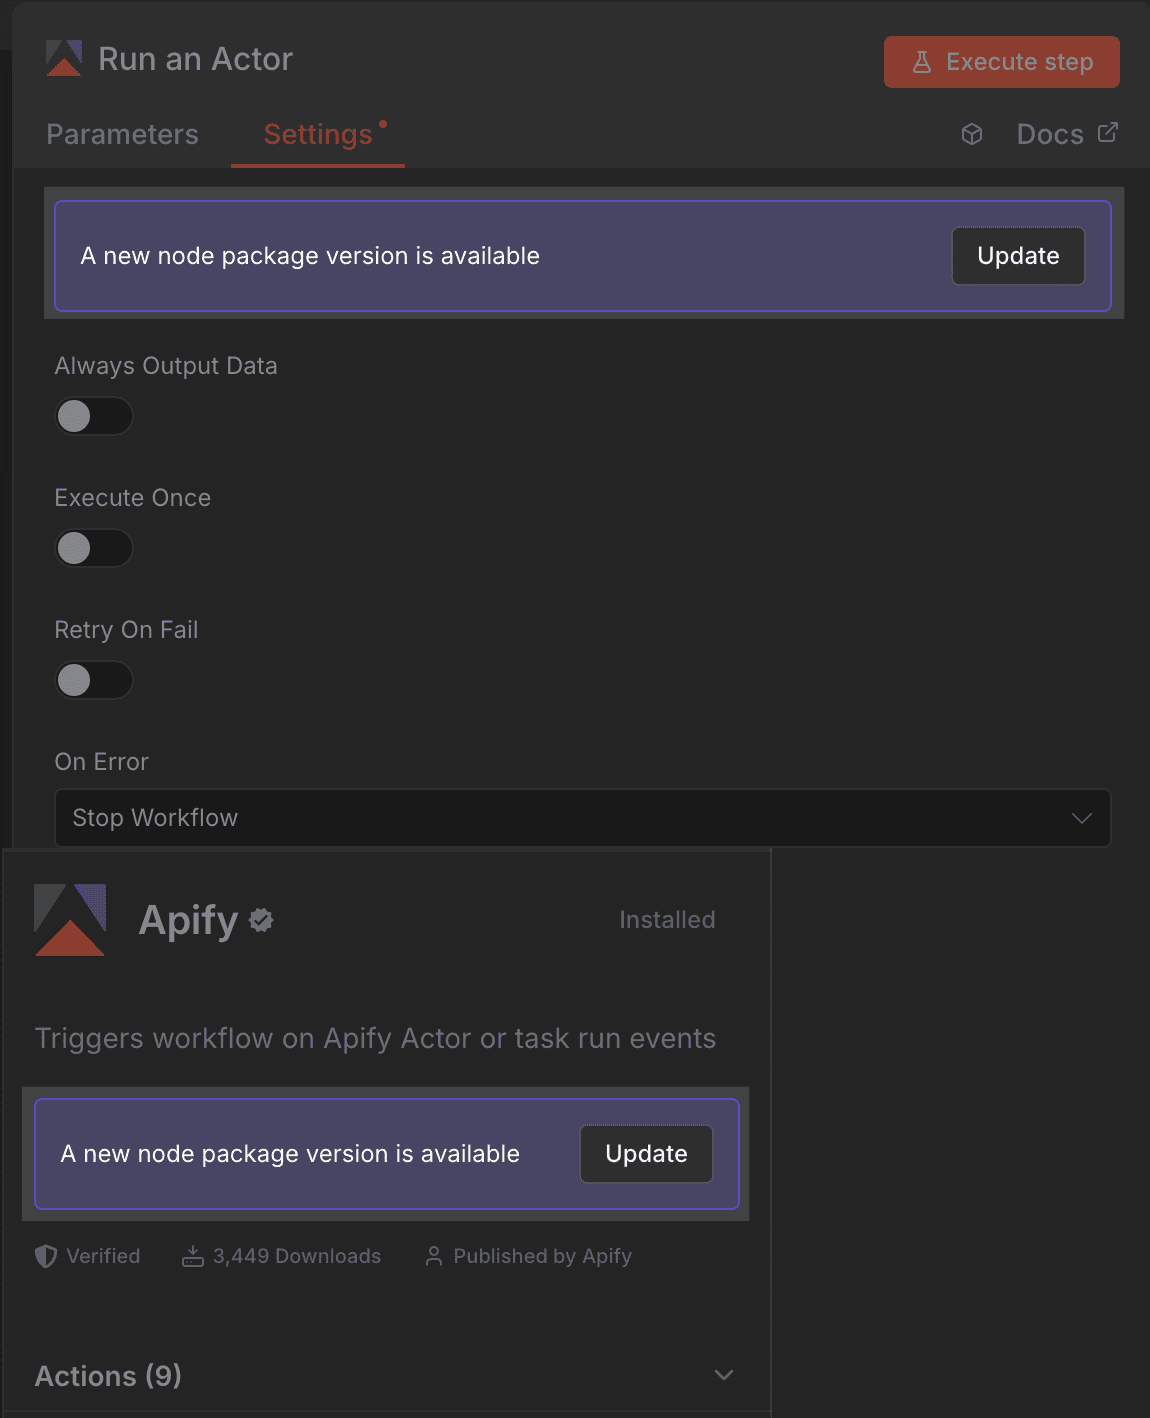 Run an Actor
Execute step
Parameters
Settings
Docs
A new node package version is available
Update
Always Output Data
Execute Once
Retry On Fail
On Error
Stop Workflow
Apify
Installed
Triggers workflow on Apify Actor or task run events
A new node package version is available
Update
Verified
3,449 Downloads
Published by Apify
Actions (9)